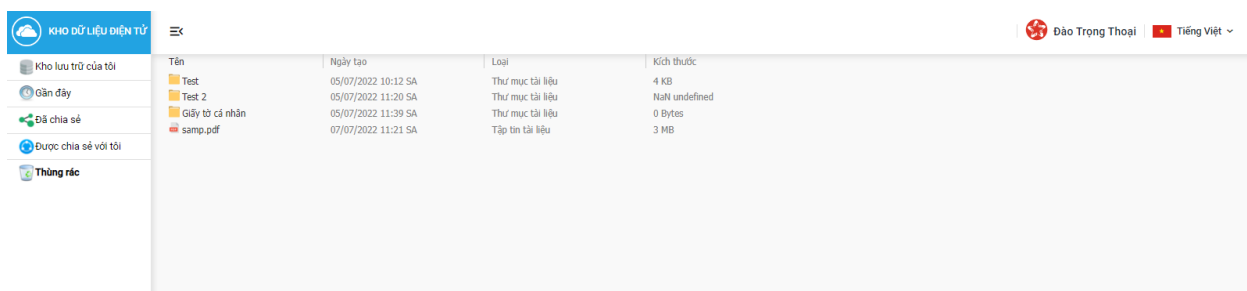 KHO DỮ LIỆU ĐIỆN TỬ
Đào Trọng Thoại Tiếng Việt
Kho lưu trữ của tôi
Gần đây
Đã chia sẻ
Được chia sẻ với tôi
Thùng rác
Tên Ngày tạo Loại Kích thước
Test 05/07/2022 10:12 SA Thư mục tài liệu 4 KB
Test 2 05/07/2022 11:20 SA Thư mục tài liệu NaN undefined
Giấy tờ cá nhân 05/07/2022 11:39 SA Thư mục tài liệu 0 Bytes
samp.pdf 07/07/2022 11:21 SA Tập tin tài liệu 3 MB